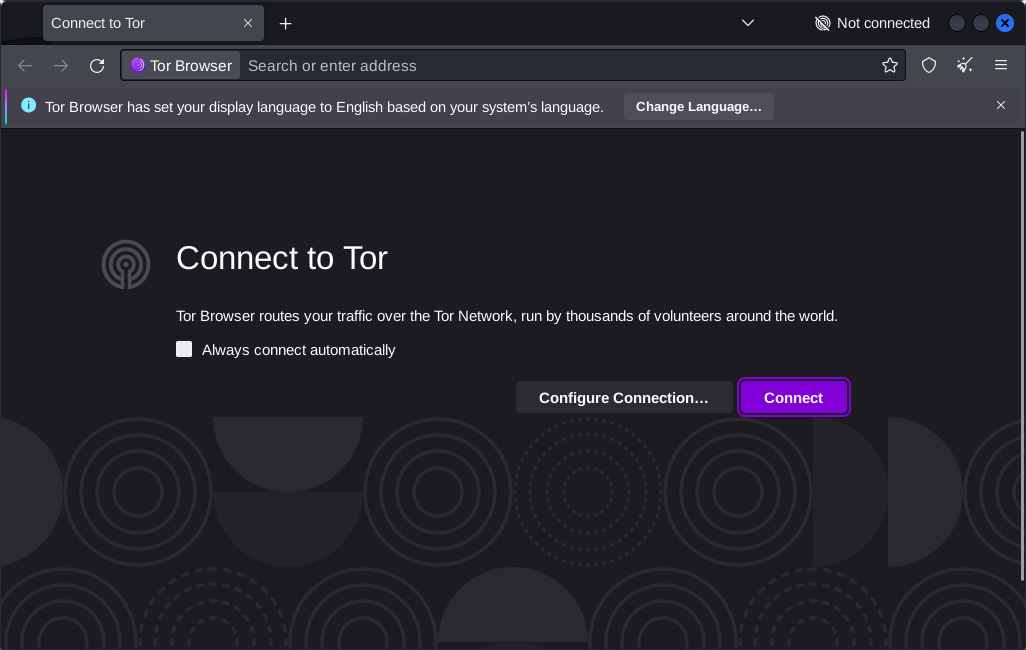 Connect to Tor
Not connected
Tor Browser
Search or enter address
Tor Browser has set your display language to English based on your system's language.
Change Language…
Connect to Tor
Tor Browser routes your traffic over the Tor Network, run by thousands of volunteers around the world.
Always connect automatically
Configure Connection…
Connect